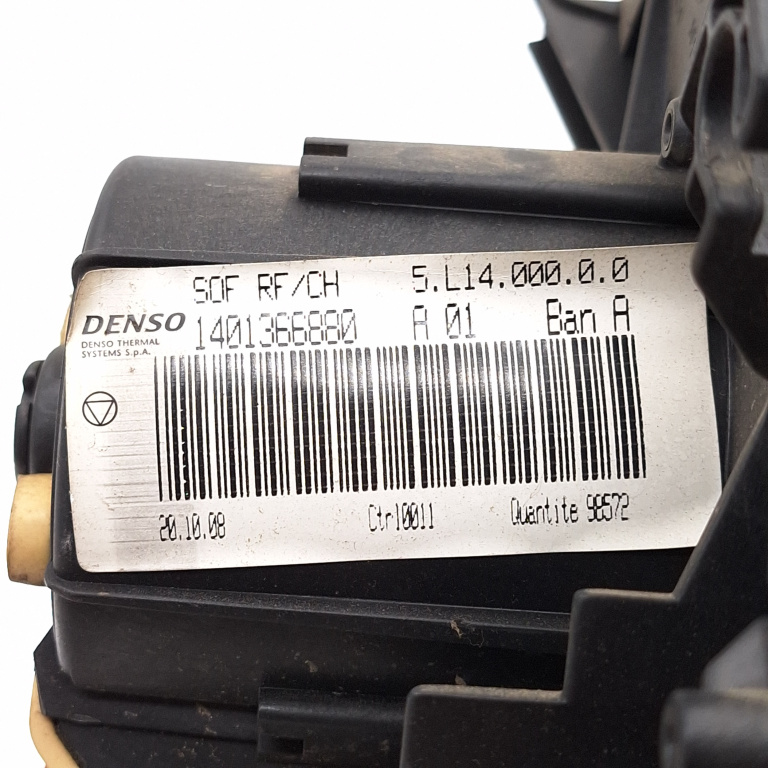 SOF RF/CH 5.L14.000.0.0
DENSO 1401366880 A 01 Ban A
DENSO THERMAL
SYSTEMS S.p.A.
20.10.08 Ctr10011 Quantite 98572